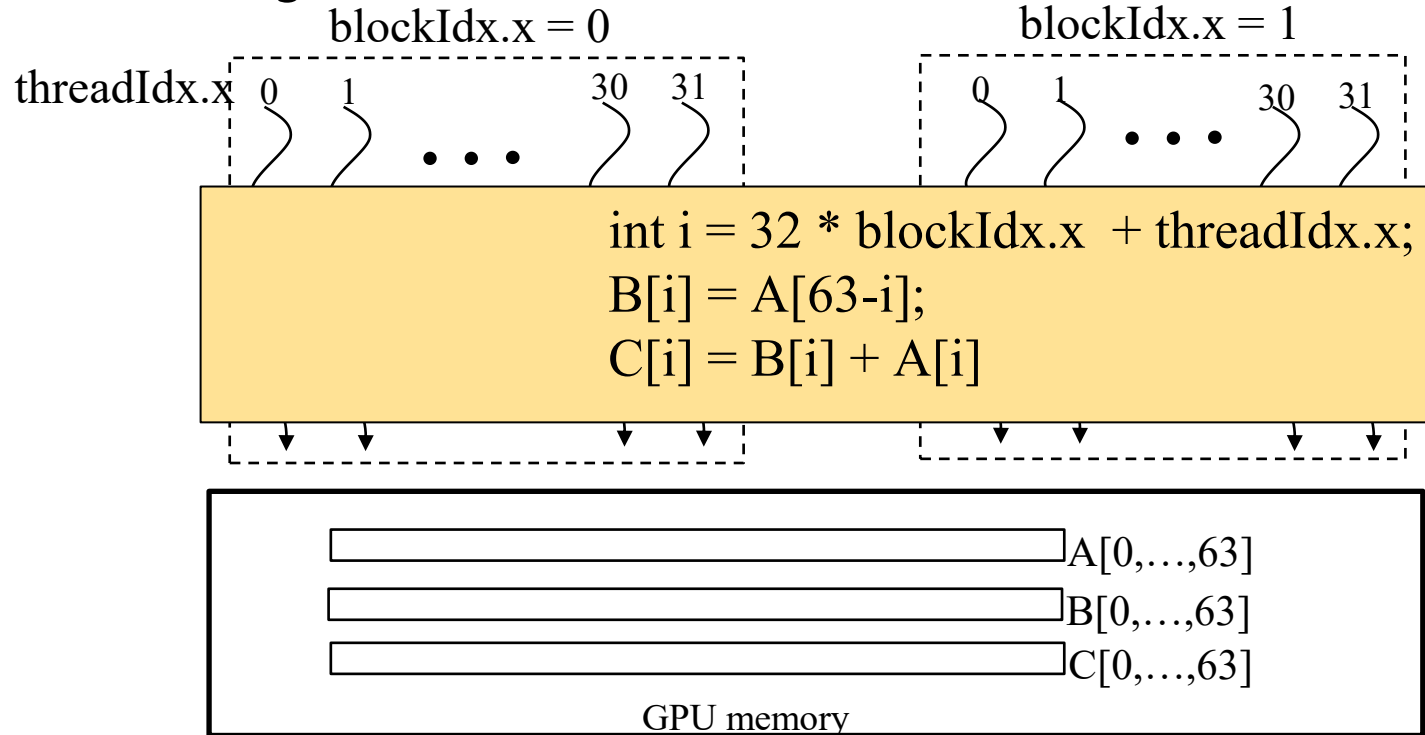 blockIdx.x = 0 blockIdx.x = 1
threadIdx.x 0 1 30 31 0 1 30 31
int i = 32 * blockIdx.x + threadIdx.x;
B[i] = A[63-i];
C[i] = B[i] + A[i]
A[0,…,63]
B[0,…,63]
C[0,…,63]
GPU memory